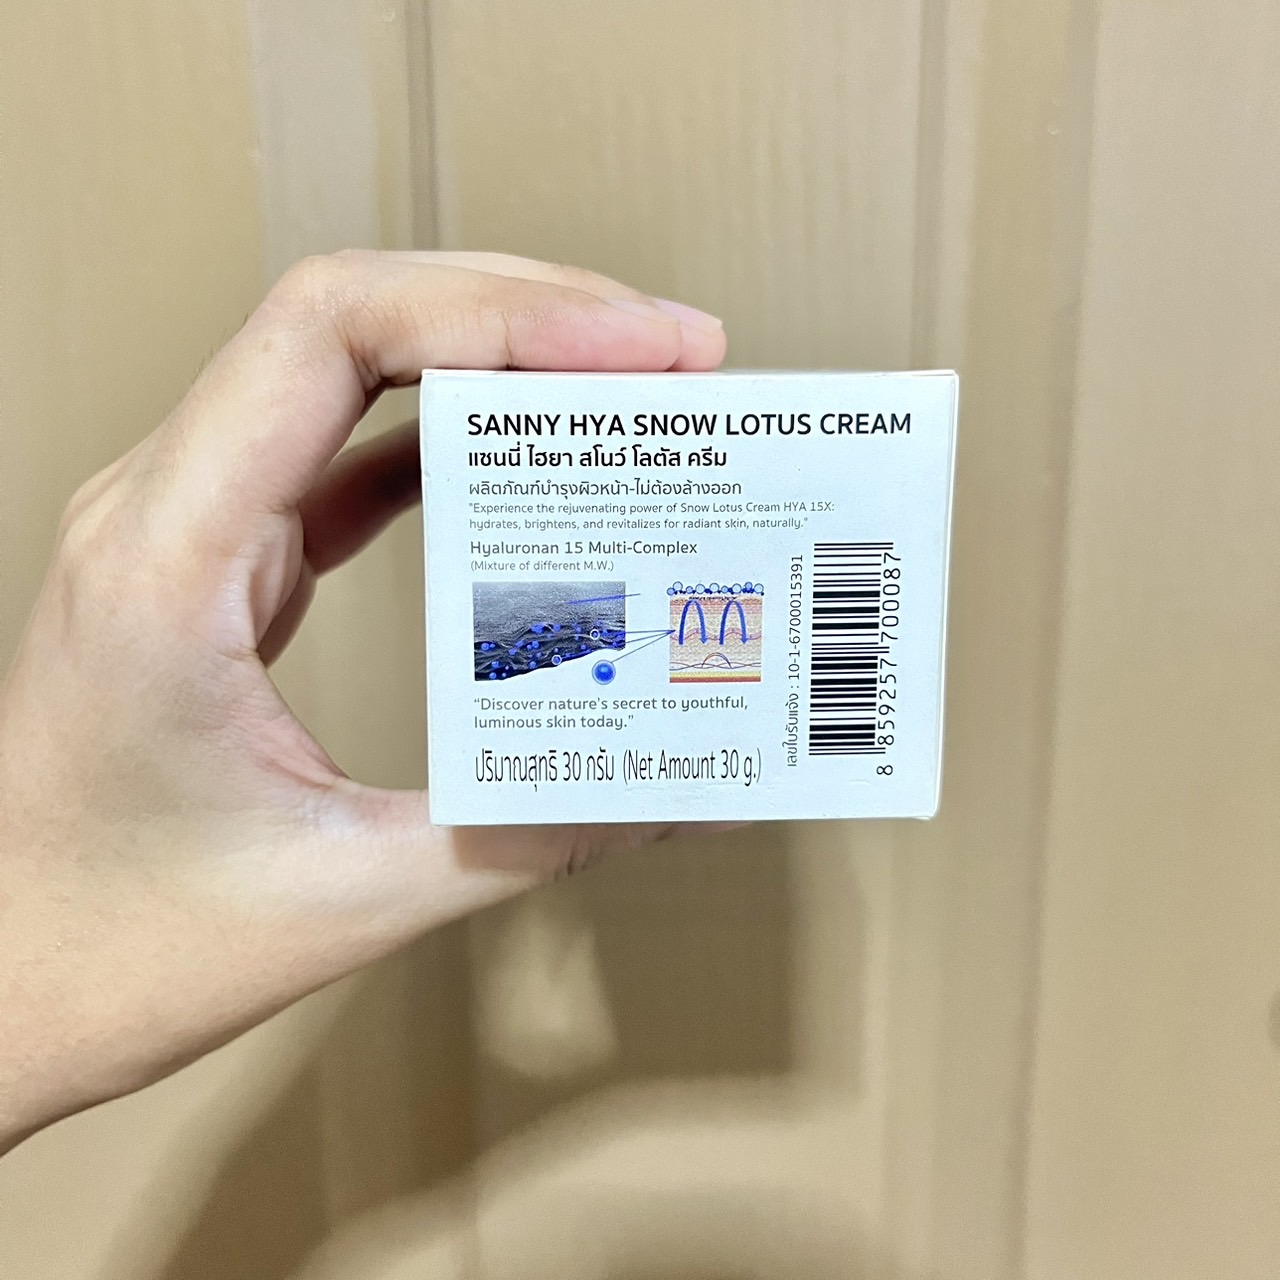 SANNY HYA SNOW LOTUS CREAM
แซนนี่ ไฮยา สโนว์ โลตัส ครีม
ผลิตภัณฑ์บำรุงผิวหน้า-ไม่ต้องล้างออก
"Experience the rejuvenating power of Snow Lotus Cream HYA 15X:
hydrates, brightens, and revitalizes for radiant skin, naturally."
Hyaluronan 15 Multi-Complex
(Mixture of different M.W.)
“Discover nature's secret to youthful,
luminous skin today.”
ปริมาณสุทธิ 30 กรัม (Net Amount 30 g.)
เลขใบรับแจ้ง : 10-1-6700015391
8 859257 700087